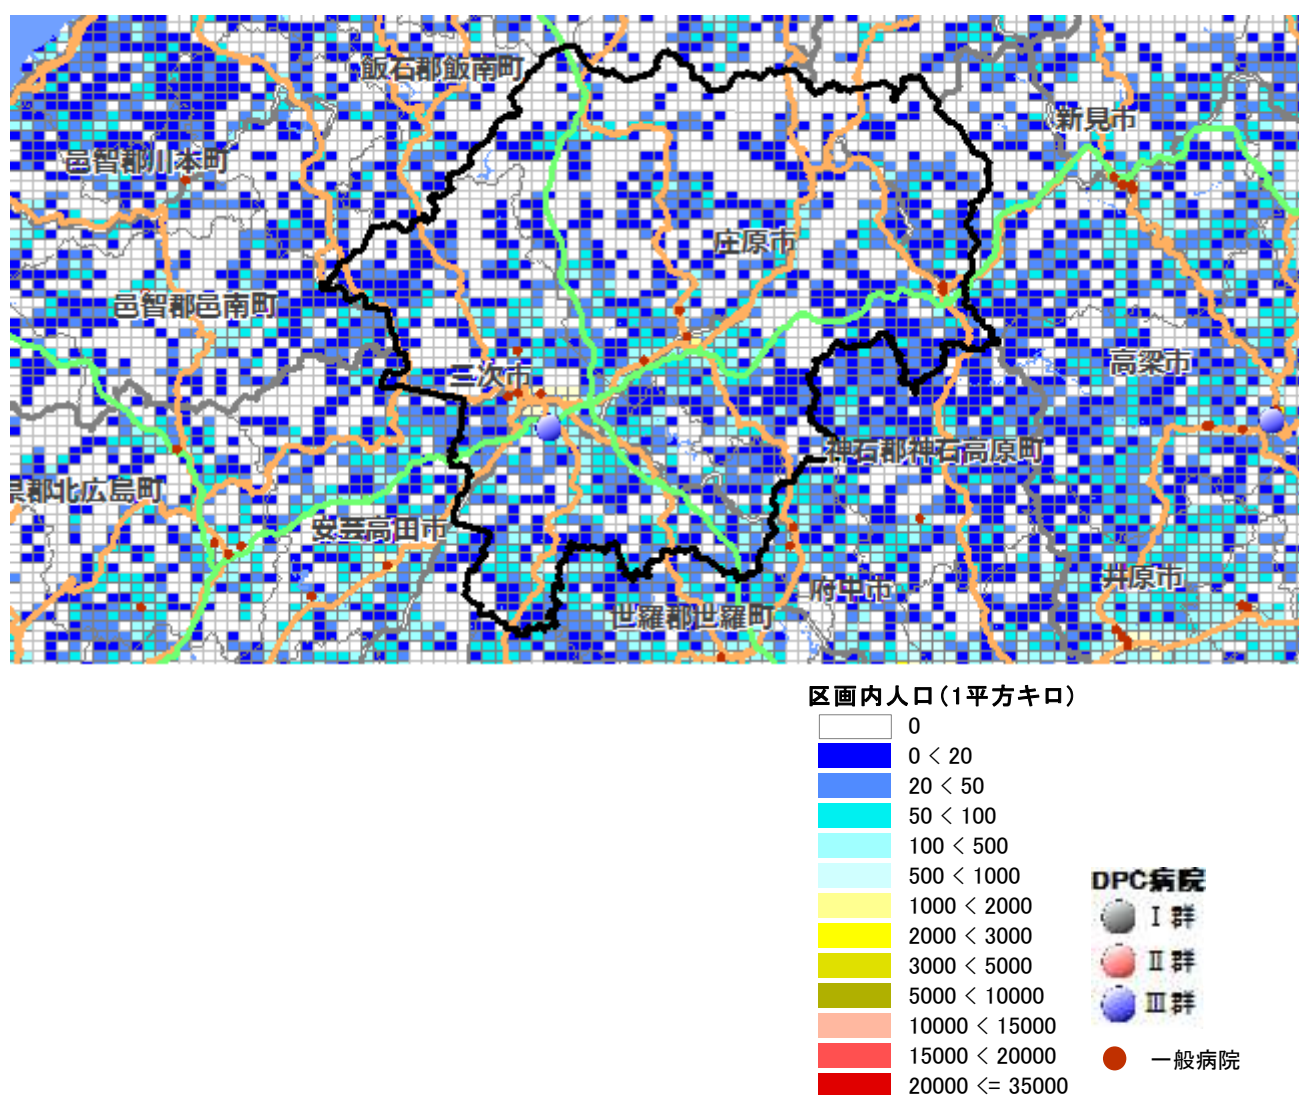 飯石郡飯南町
新見市
邑智郡川本町
庄原市
邑智郡邑南町
高梁市
三次市
神石郡神石高原町
郡北広島町
安芸高田市
井原市
府中市
世羅郡世羅町
区画内人口(1平方キロ)
0
0 < 20
20 < 50
50 < 100
100 < 500
500 < 1000
1000 < 2000
2000 < 3000
3000 < 5000
5000 < 10000
10000 < 15000
15000 < 20000
20000 <= 35000
DPC病院
Ⅰ群
Ⅱ群
Ⅲ群
一般病院